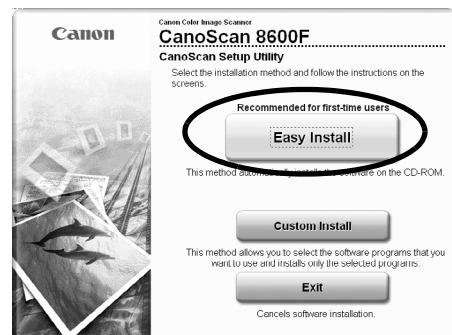 Canon
Canon Color Image Scanner
CanoScan 8600F
CanoScan Setup Utility
Select the installation method and follow the instructions on the
screens.
Recommended for first-time users
Easy Install
This method automatically installs the software on the CD-ROM.
Custom Install
This method allows you to select the software programs that you
want to use and installs only the selected programs.
Exit
Cancels software installation.